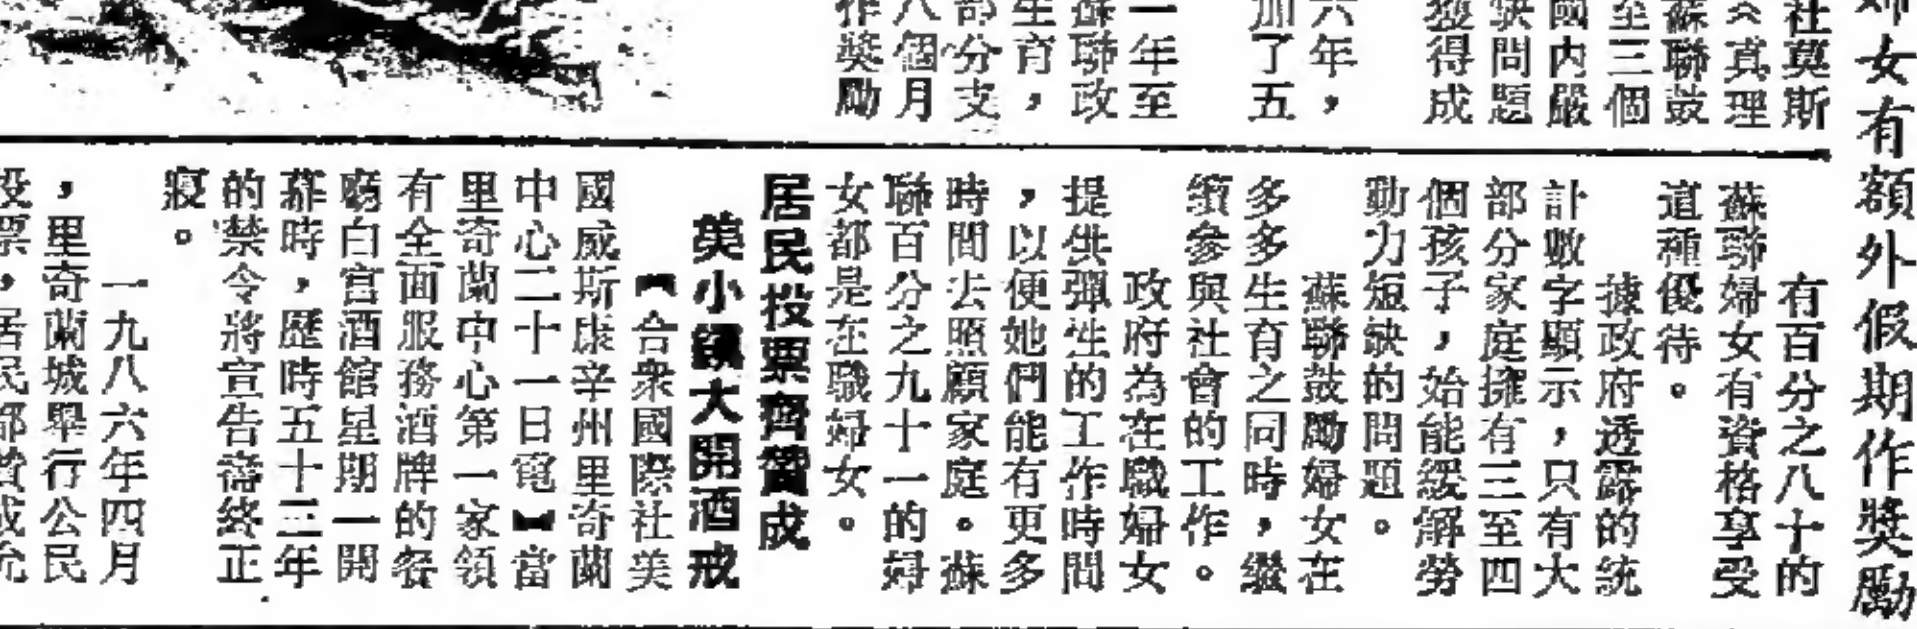 婦女有額外假期作獎勵
社莫斯
《真理
蘇聯鼓
至三個
國內嚴
缺問題
獲得成
六年，
加了五
一年至
蘇聯政
生育，
部分支
八個月
作獎勵
有百分之八十的
蘇聯婦女有資格享受
這種優待。
據政府透露的統
計數字顯示，只有大
部分家庭擁有三至四
個孩子，始能緩解勞
動力短缺的問題。
蘇聯鼓勵婦女在
多多生育之同時，繼
續參與社會的工作。
政府為在職婦女
提供彈性的工作時間
，以便她們能有更多
時間去照顧家庭。蘇
聯百分之九十一的婦
女都是在職婦女。
居民投票齊贊成
美小鎮大開酒戒
【合衆國際社美
國威斯康辛州里奇蘭
中心二十一日電】當
里奇蘭中心第一家領
有全面服務酒牌的餐
廳白宮酒館星期一開
幕時，歷時五十三年
的禁令將宣告壽終正
寢。
一九八六年四月
，里奇蘭城舉行公民
投票，居民都贊成允